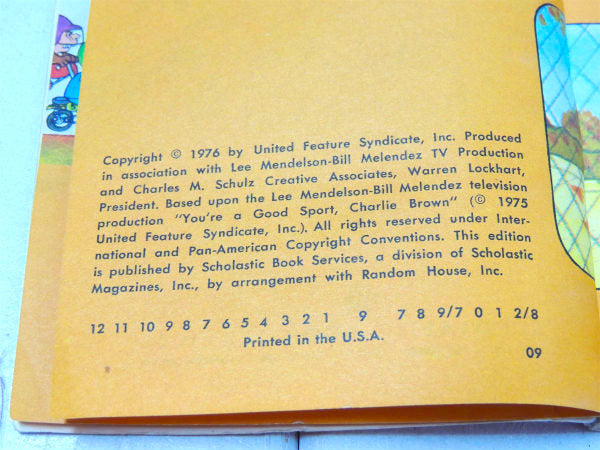 Copyright © 1976 by United Feature Syndicate, Inc. Produced
in association with Lee Mendelson-Bill Melendez TV Production
and Charles M. Schulz Creative Associates, Warren Lockhart,
President. Based upon the Lee Mendelson-Bill Melendez television
production "You're a Good Sport, Charlie Brown" (© 1975
United Feature Syndicate, Inc.). All rights reserved under Inter-
national and Pan-American Copyright Conventions. This edition
is published by Scholastic Book Services, a division of Scholastic
Magazines, Inc., by arrangement with Random House, Inc.
12 11 10 9 8 7 6 5 4 3 2 1 9 7 8 9/7 0 1 2/8
Printed in the U.S.A.
09